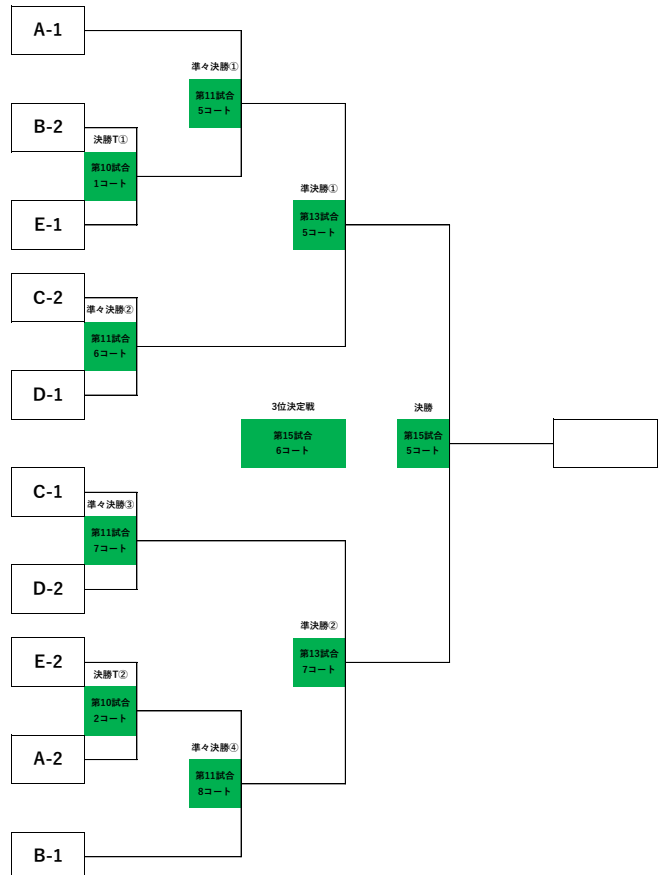 A-1
準々決勝①
第11試合
5コート
B-2
決勝T①
第10試合
1コート
準決勝①
第13試合
5コート
E-1
C-2
準々決勝②
第11試合
6コート
D-1
3位決定戦
第15試合
6コート
決勝
第15試合
5コート
C-1
準々決勝③
第11試合
7コート
D-2
準決勝②
第13試合
7コート
E-2
決勝T②
第10試合
2コート
A-2
準々決勝④
第11試合
8コート
B-1